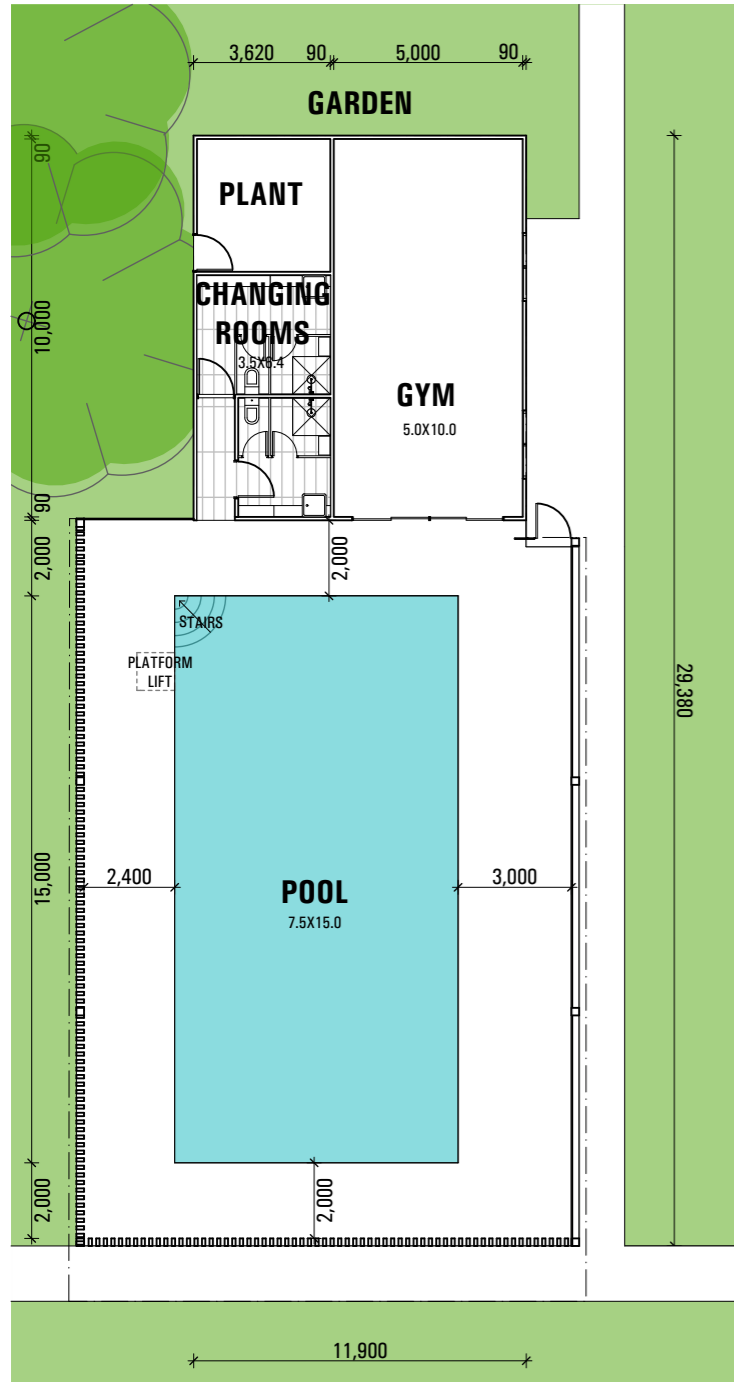 3,620
90
5,000
90
GARDEN
90
PLANT
CHANGING
ROOMS
3.5X6.4
10,000
GYM
5.0X10.0
90
2,000
2,000
STAIRS
PLATFORM
LIFT
29,380
15,000
2,400
POOL
7.5X15.0
3,000
2,000
2,000
11,900